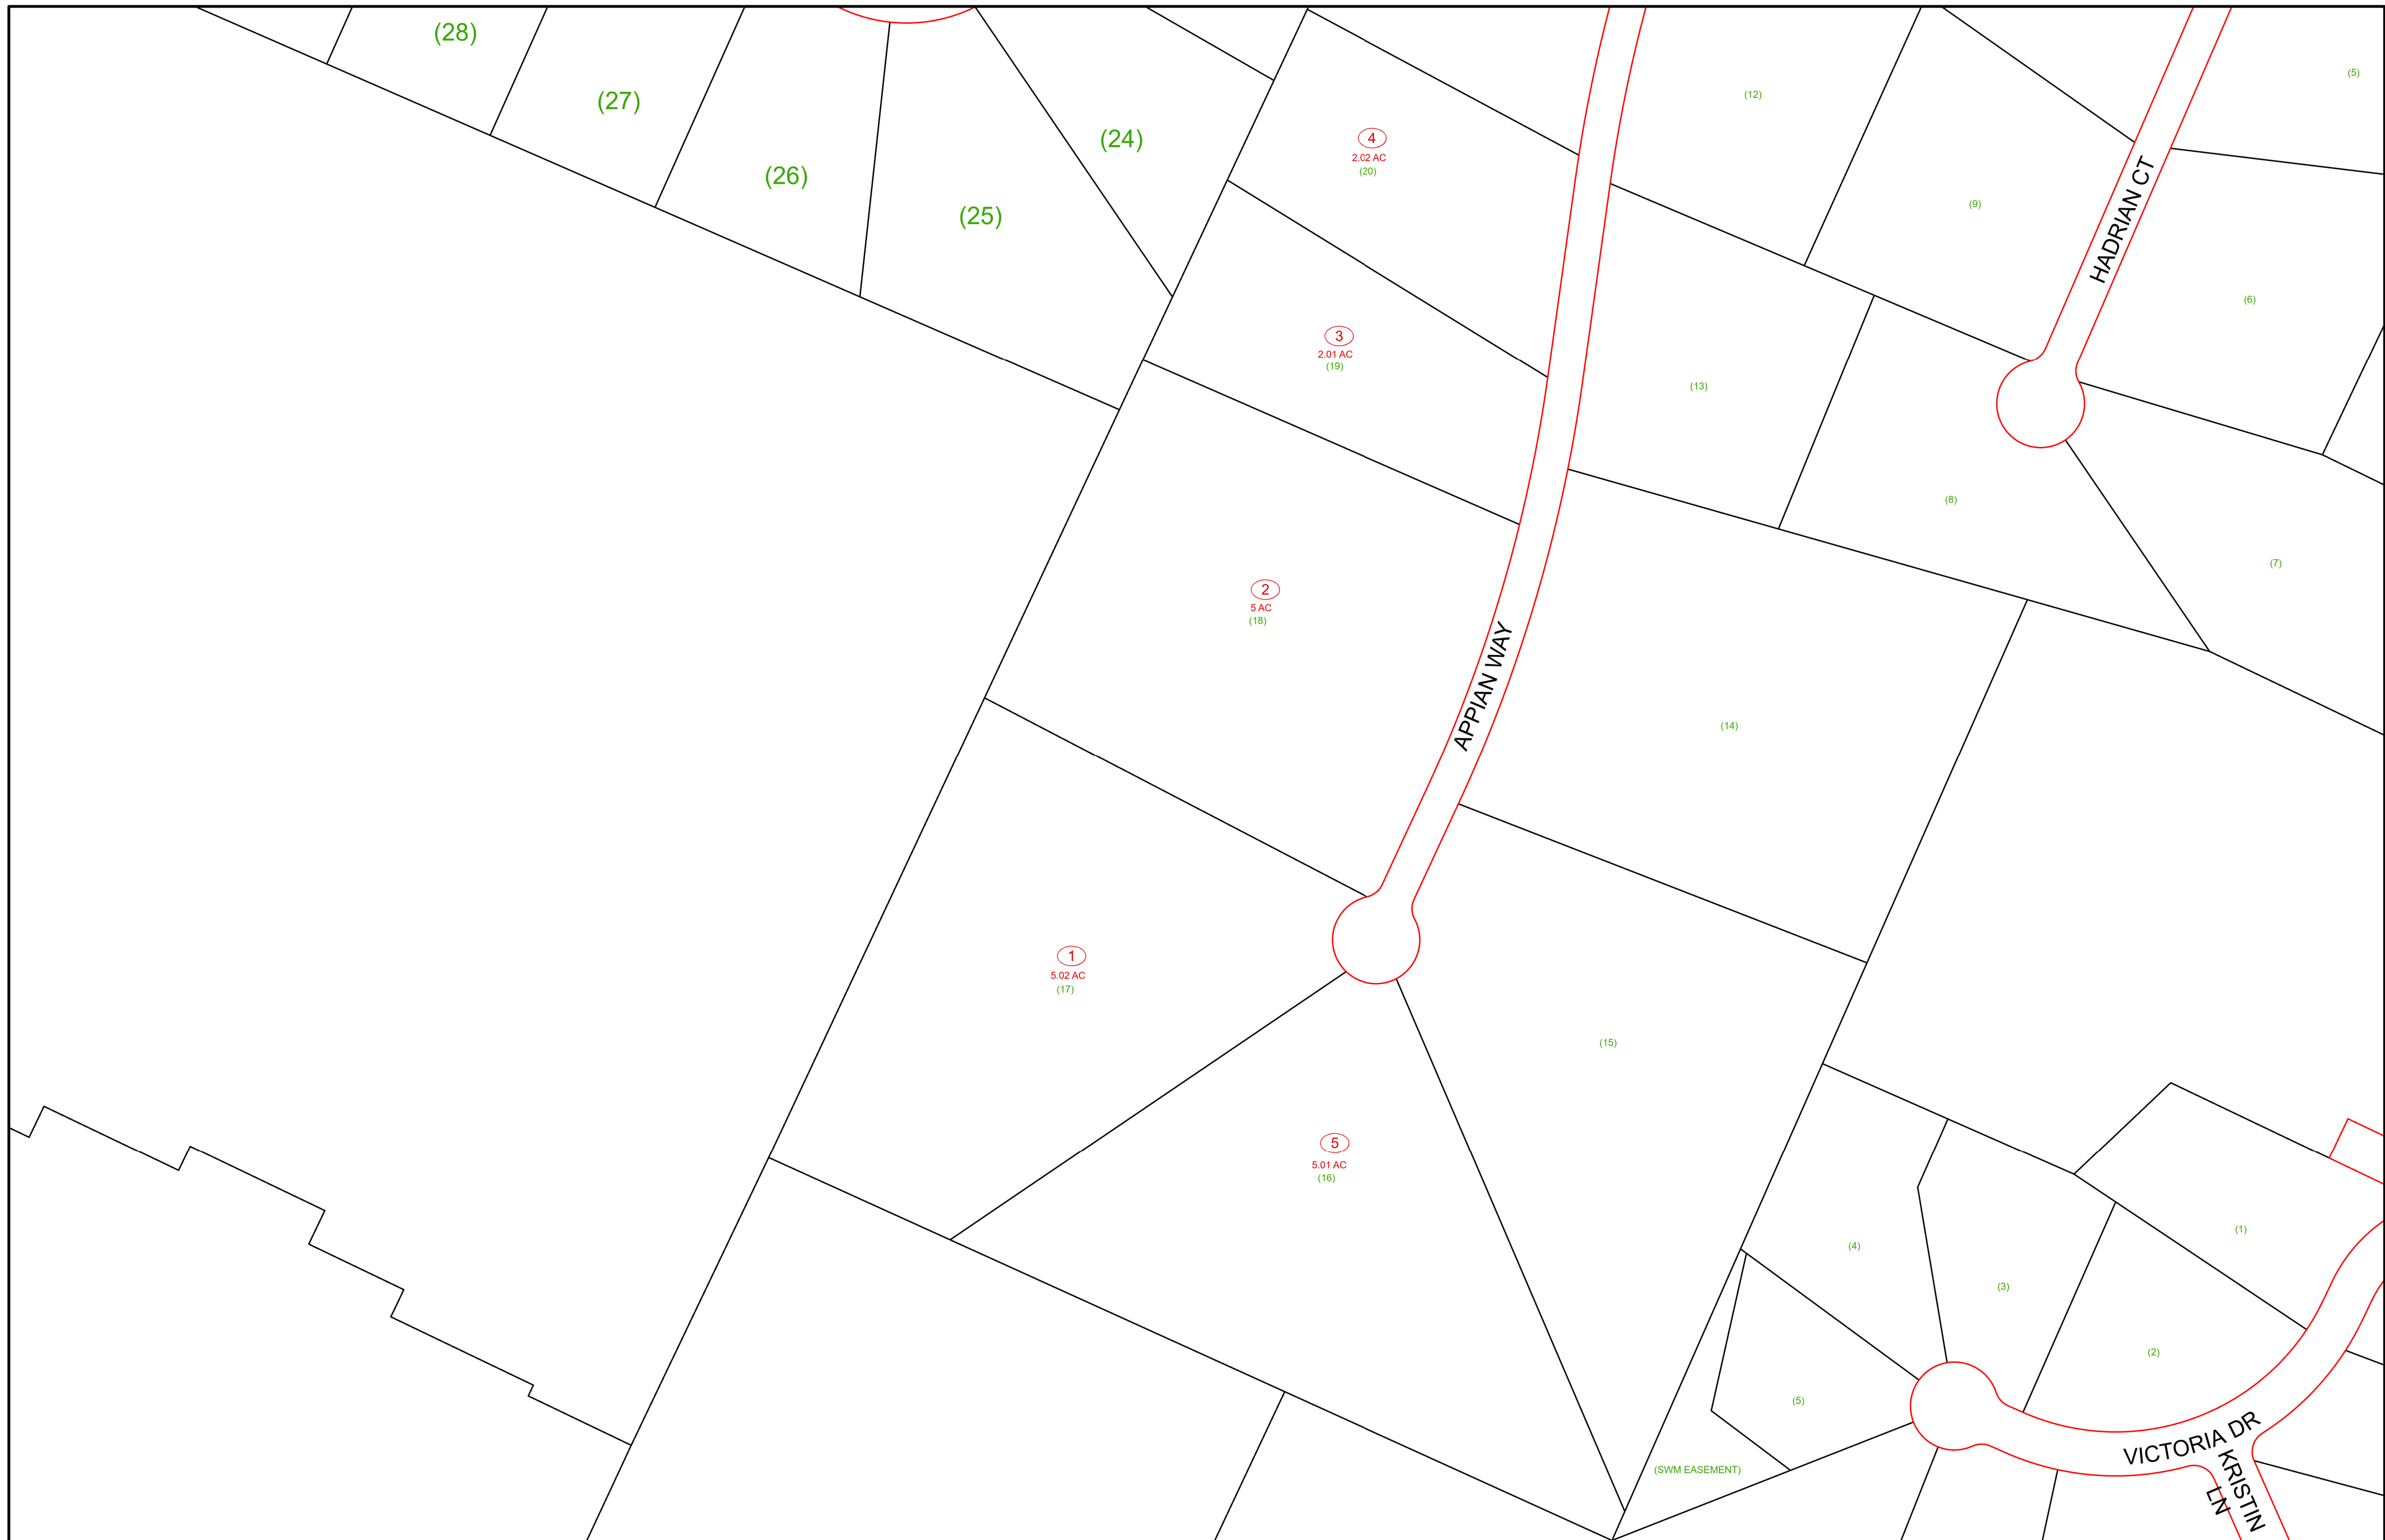 (28)
(5)
(12)
(27)
(24)
4
2.02 AC
(20)
(26)
(9)
(25)
HADRIAN CT
(6)
3
2.01 AC
(19)
(13)
(8)
(7)
2
5 AC
(18)
APPIAN WAY
(14)
1
5.02 AC
(17)
(15)
5
5.01 AC
(16)
(1)
(4)
(3)
(2)
(5)
VICTORIA DR
(SWM EASEMENT)
KRISTIN
LN